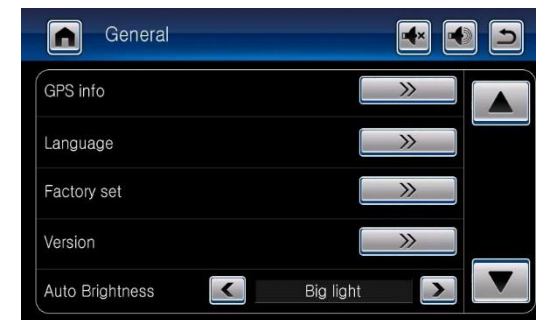 General
GPS info
Language
Factory set
Version
Auto Brightness Big light